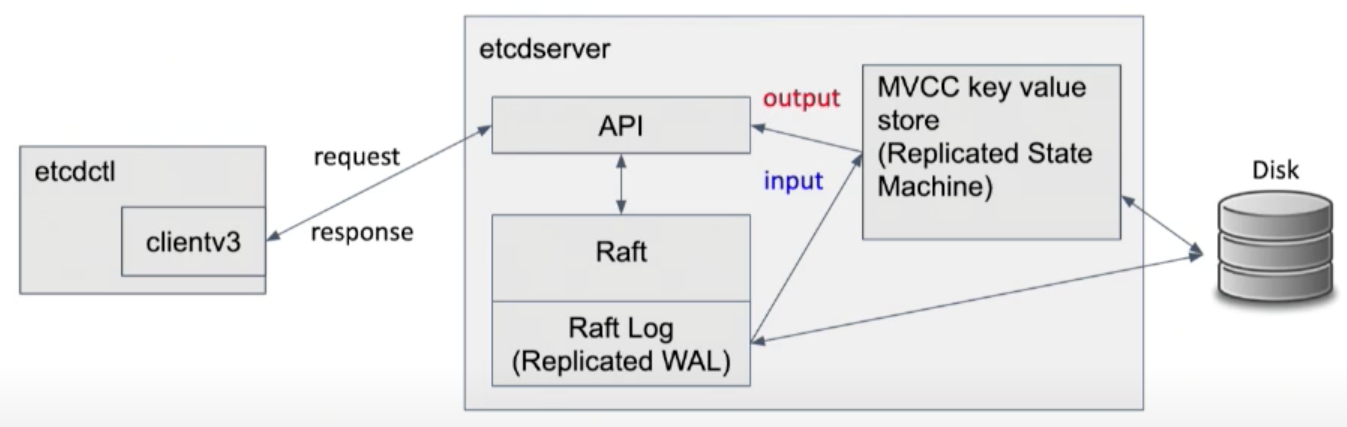 etcdserver
MVCC key value
store
(Replicated State
Machine)
output
API
request
input
Disk
etcdctl
clientv3
response
Raft
Raft Log
(Replicated WAL)